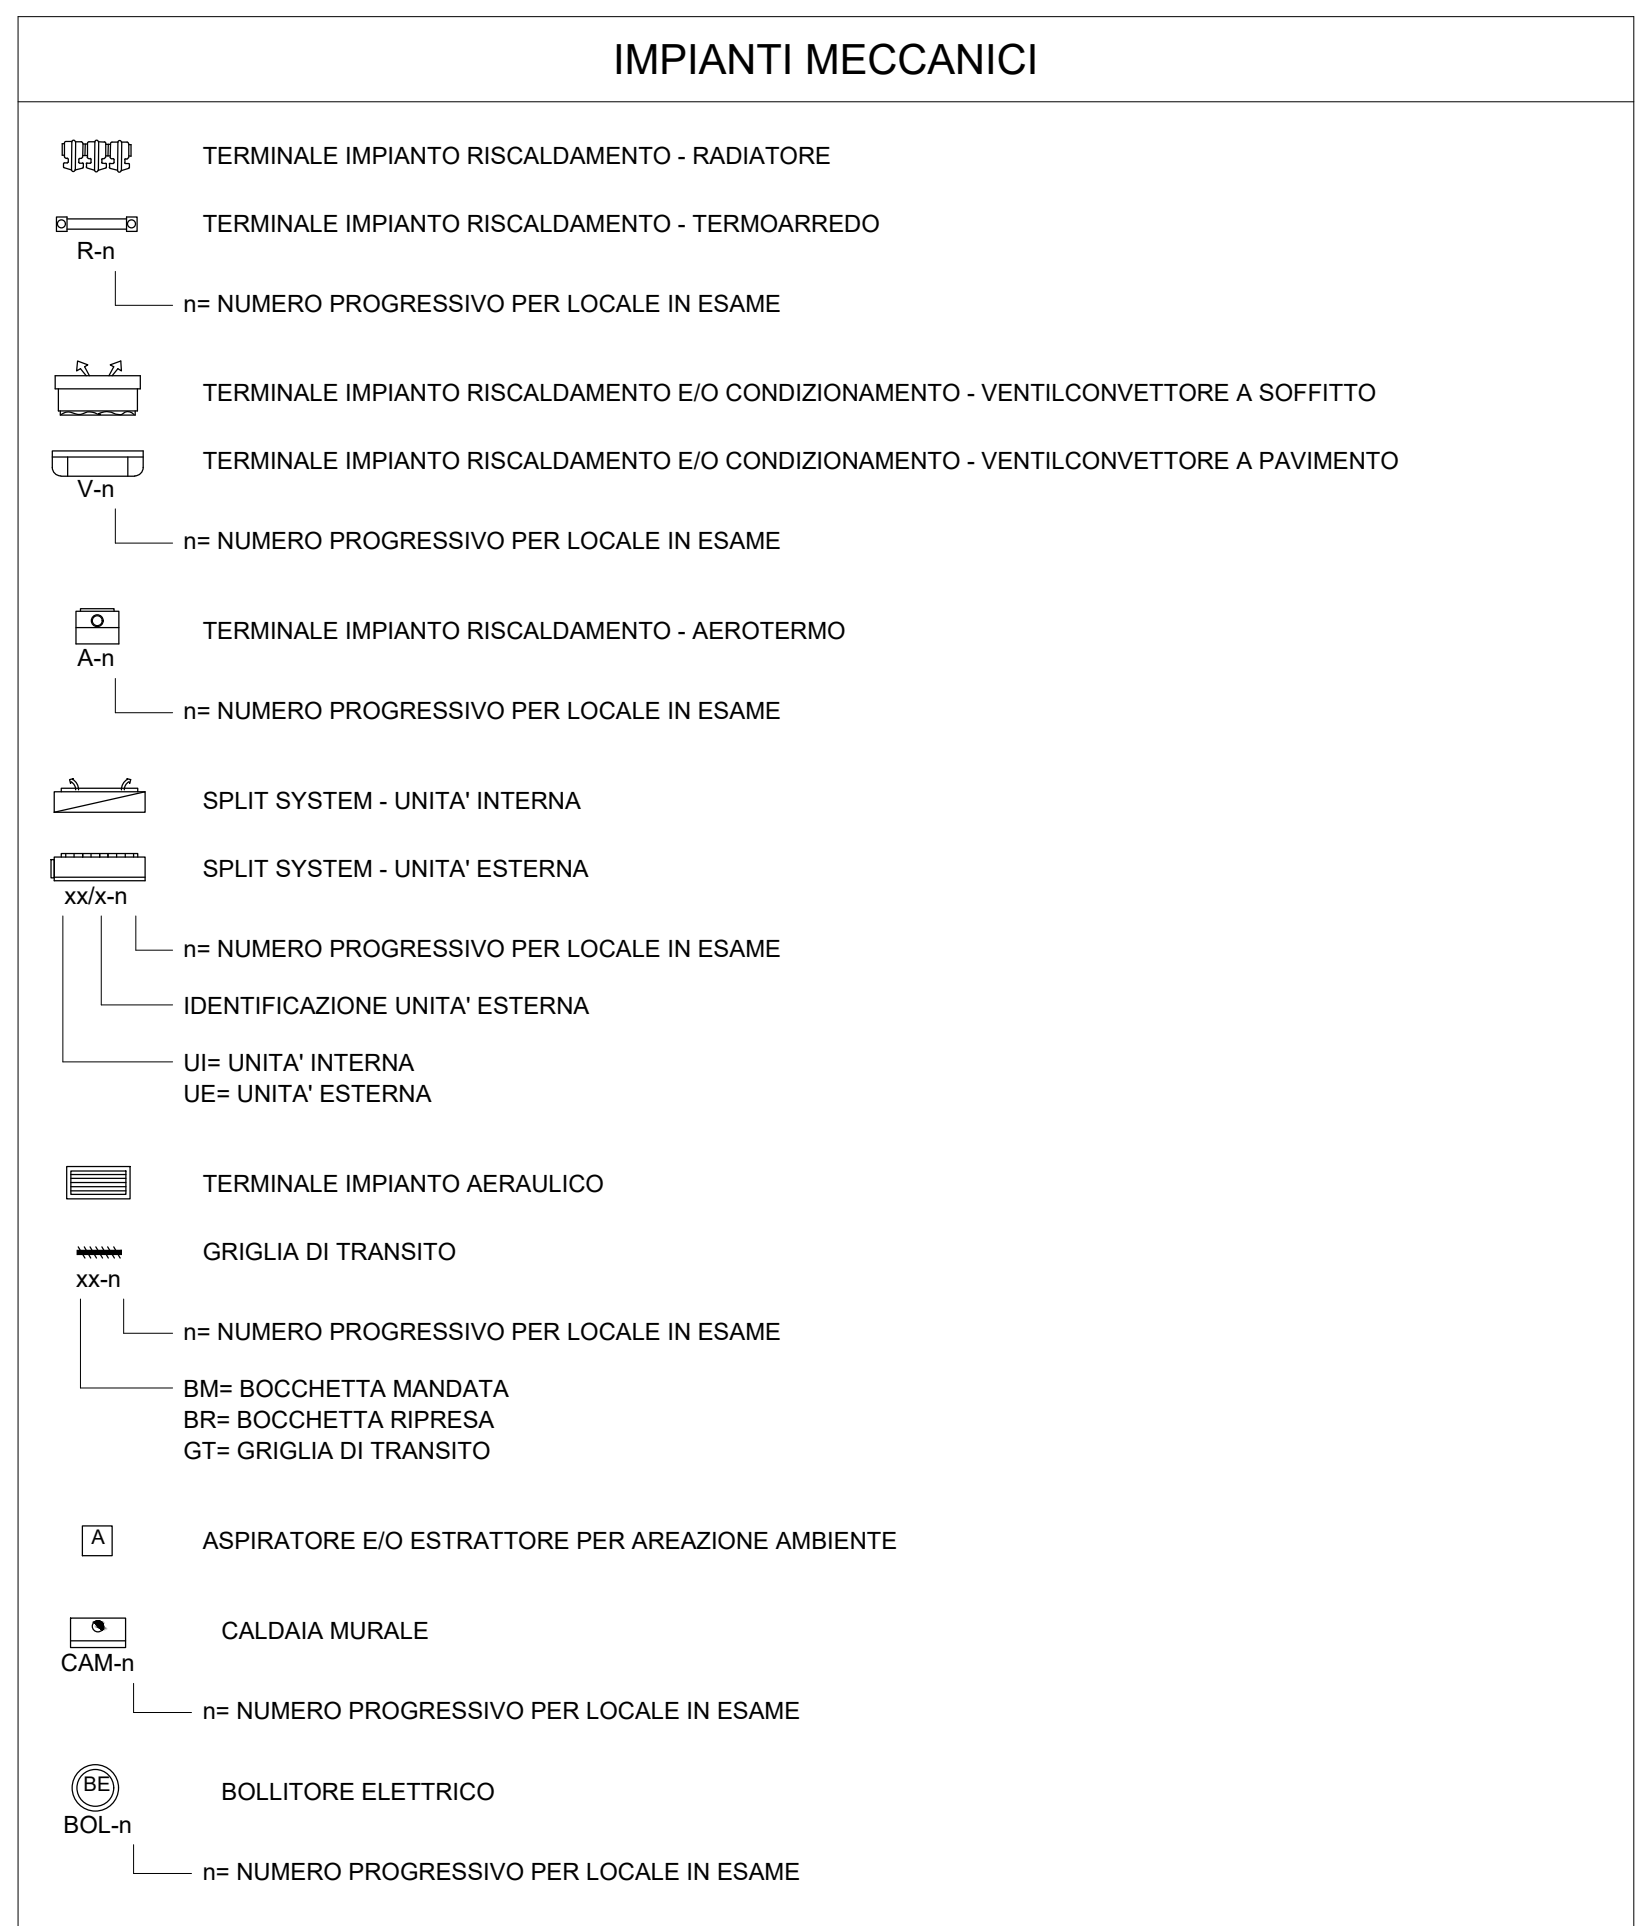 IMPIANTI MECCANICI
TERMINALE IMPIANTO RISCALDAMENTO - RADIATORE
TERMINALE IMPIANTO RISCALDAMENTO - TERMOARREDO
R-n
n= NUMERO PROGRESSIVO PER LOCALE IN ESAME
TERMINALE IMPIANTO RISCALDAMENTO E/O CONDIZIONAMENTO - VENTILCONVETTORE A SOFFITTO
TERMINALE IMPIANTO RISCALDAMENTO E/O CONDIZIONAMENTO - VENTILCONVETTORE A PAVIMENTO
V-n
n= NUMERO PROGRESSIVO PER LOCALE IN ESAME
TERMINALE IMPIANTO RISCALDAMENTO - AEROTERMO
A-n
n= NUMERO PROGRESSIVO PER LOCALE IN ESAME
SPLIT SYSTEM - UNITA' INTERNA
SPLIT SYSTEM - UNITA' ESTERNA
xx/x-n
n= NUMERO PROGRESSIVO PER LOCALE IN ESAME
IDENTIFICAZIONE UNITA' ESTERNA
UI= UNITA' INTERNA
UE= UNITA' ESTERNA
TERMINALE IMPIANTO AERAULICO
GRIGLIA DI TRANSITO
xx-n
n= NUMERO PROGRESSIVO PER LOCALE IN ESAME
BM= BOCCHETTA MANDATA
BR= BOCCHETTA RIPRESA
GT= GRIGLIA DI TRANSITO
A ASPIRATORE E/O ESTRATTORE PER AREAZIONE AMBIENTE
CALDAIA MURALE
CAM-n
n= NUMERO PROGRESSIVO PER LOCALE IN ESAME
BE BOLLITORE ELETTRICO
BOL-n
n= NUMERO PROGRESSIVO PER LOCALE IN ESAME